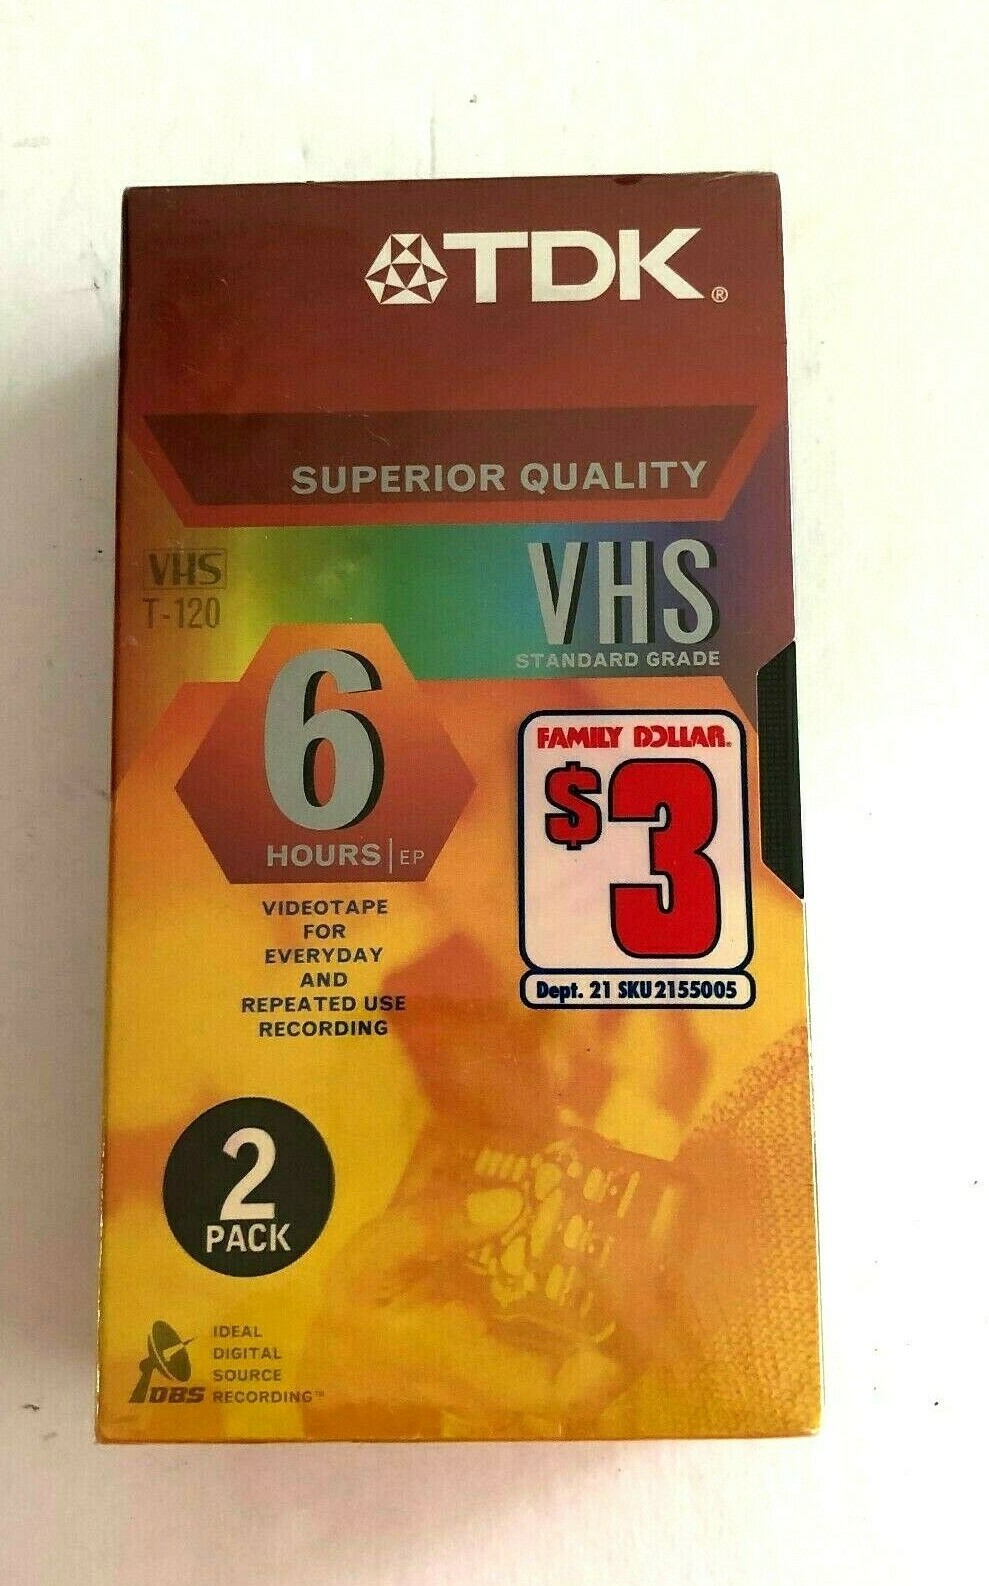 TDK®
SUPERIOR QUALITY
VHS
T-120
VHS
STANDARD GRADE
6
HOURS | EP
VIDEOTAPE
FOR
EVERYDAY
AND
REPEATED USE
RECORDING
FAMILY DOLLAR.
$3
Dept. 21 SKU 2155005
2
PACK
DBS
IDEAL
DIGITAL
SOURCE
RECORDING™